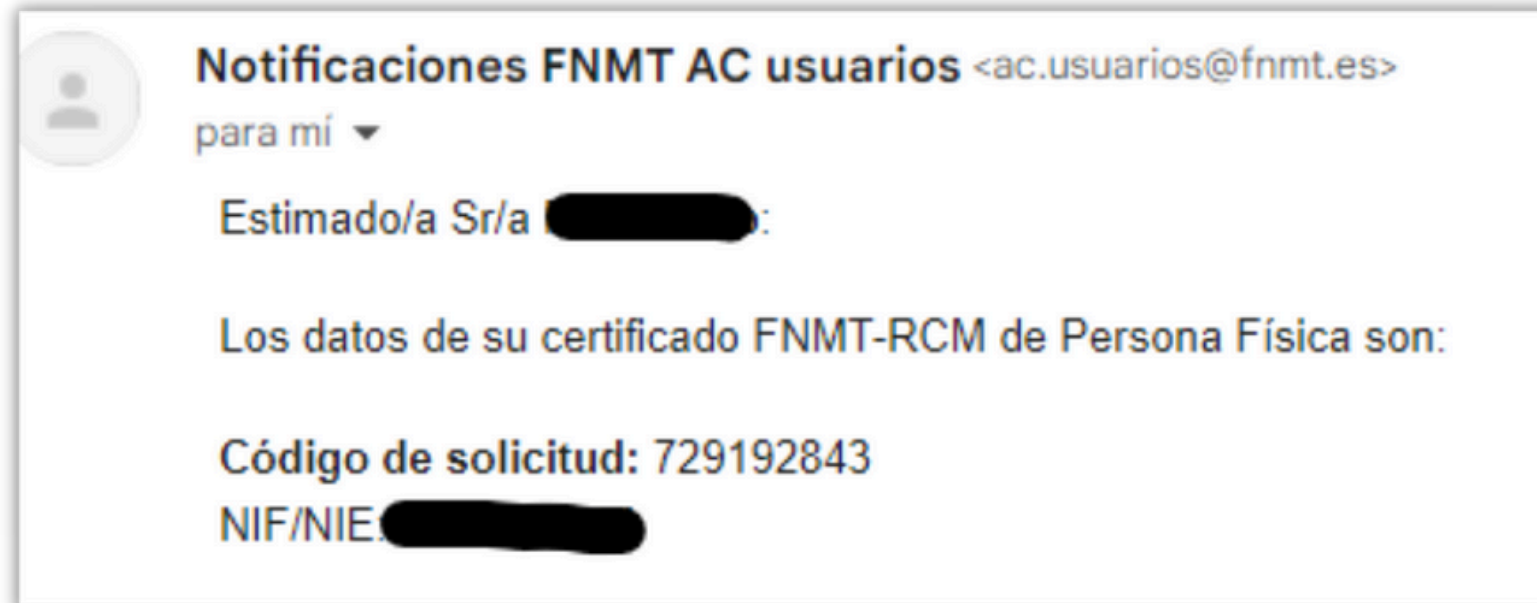 Notificaciones FNMT AC usuarios <ac.usuarios@fnmt.es>
para mí
Estimado/a Sr/a :
Los datos de su certificado FNMT-RCM de Persona Física son:
Código de solicitud: 729192843
NIF/NIE: